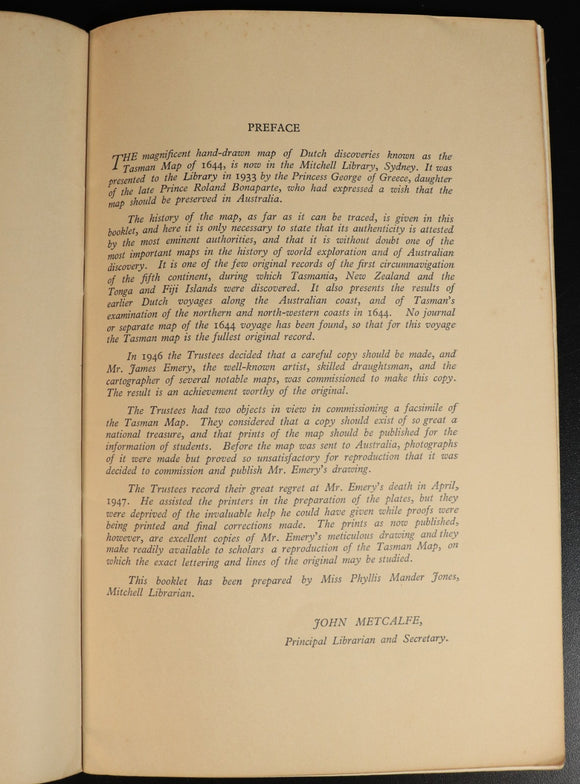 PREFACE
THE magnificent hand-drawn map of Dutch discoveries known as the
Tasman Map of 1644, is now in the Mitchell Library, Sydney. It was
presented to the Library in 1933 by the Princess George of Greece, daughter
of the late Prince Roland Bonaparte, who had expressed a wish that the
map should be preserved in Australia.
The history of the map, as far as it can be traced, is given in this
booklet, and here it is only necessary to state that its authenticity is attested
by the most eminent authorities, and that it is without doubt one of the
most important maps in the history of world exploration and of Australian
discovery. It is one of the few original records of the first circumnavigation
of the fifth continent, during which Tasmania, New Zealand and the
Tonga and Fiji Islands were discovered. It also presents the results of
earlier Dutch voyages along the Australian coast, and of Tasman's
examination of the northern and north-western coasts in 1644. No journal
or separate map of the 1644 voyage has been found, so that for this voyage
the Tasman map is the fullest original record.
In 1946 the Trustees decided that a careful copy should be made, and
Mr. James Emery, the well-known artist, skilled draughtsman, and the
cartographer of several notable maps, was commissioned to make this copy.
The result is an achievement worthy of the original.
The Trustees had two objects in view in commissioning a facsimile of
the Tasman Map. They considered that a copy should exist of so great a
national treasure, and that prints of the map should be published for the
information of students. Before the map was sent to Australia, photographs
of it were made but proved so unsatisfactory for reproduction that it was
decided to commission and publish Mr. Emery's drawing.
The Trustees record their great regret at Mr. Emery's death in April,
1947. He assisted the printers in the preparation of the plates, but they
were deprived of the invaluable help he could have given while proofs were
being printed and final corrections made. The prints as now published,
however, are excellent copies of Mr. Emery's meticulous drawing and they
make readily available to scholars a reproduction of the Tasman Map, on
which the exact lettering and lines of the original may be studied.
This booklet has been prepared by Miss Phyllis Mander Jones,
Mitchell Librarian.
JOHN METCALFE,
Principal Librarian and Secretary.